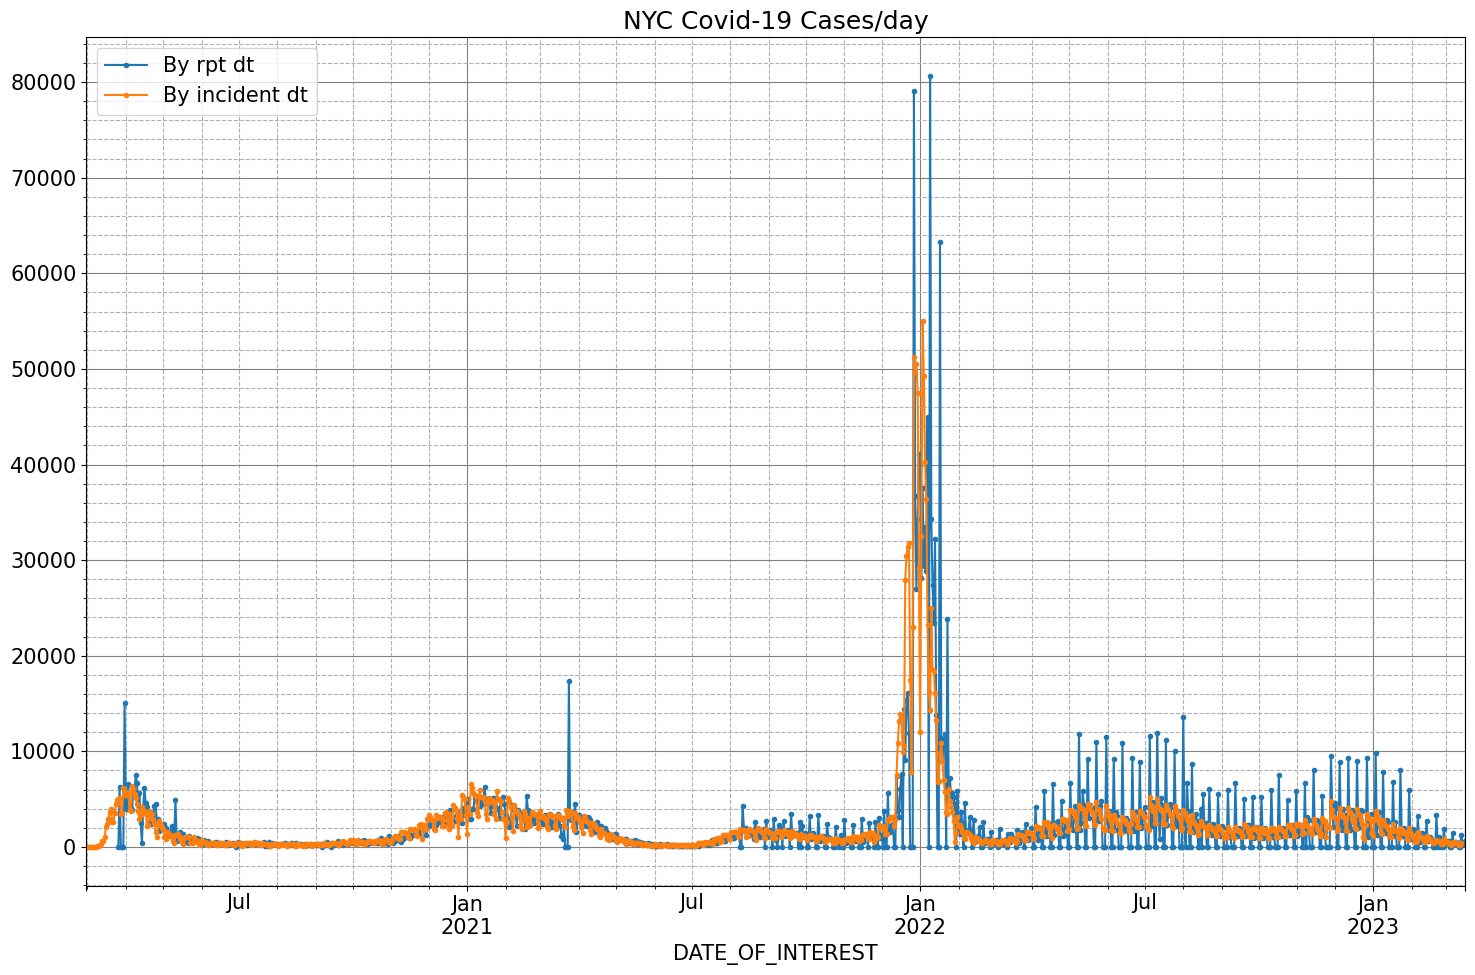 NYC Covid-19 Cases/day
By rpt dt
By incident dt
80000
70000
60000
50000
40000
30000
20000
10000
0
Jul
Jan
2021
Jul
Jan
2022
Jul
Jan
2023
DATE_OF_INTEREST